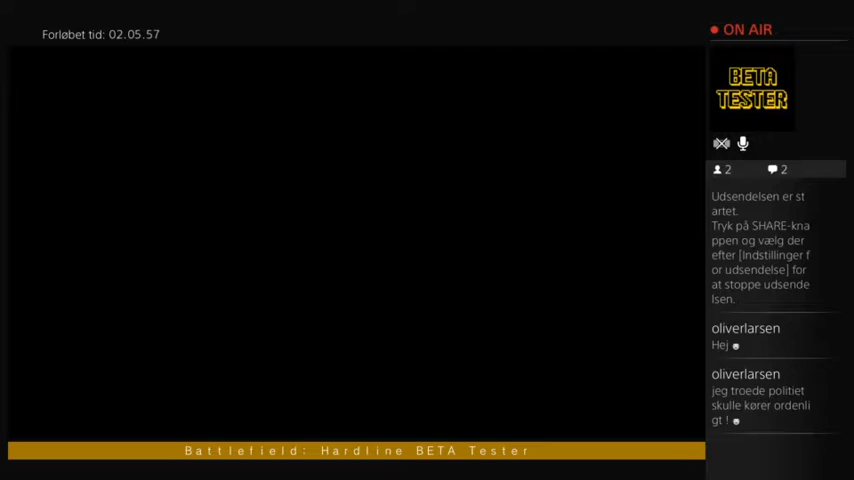 Forløbet tid: 02.05.57
ON AIR
BETA
TESTER
2 2
Udsendelsen er st
artet.
Tryk på SHARE-kna
ppen og vælg der
efter [Indstillinger f
or udsendelse] for
at stoppe udsende
lsen.
oliverlarsen
Hej
oliverlarsen
jeg troede politiet
skulle kører ordenli
gt !
Battlefield: Hardline BETA Tester